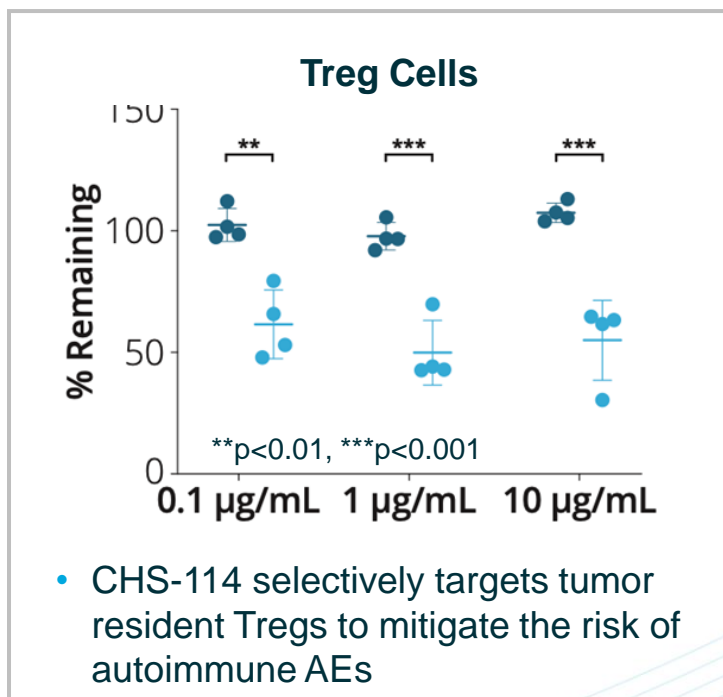 Treg Cells
150
** *** ***
100
% Remaining
50
**p<0.01, ***p<0.001
0
0.1 µg/mL 1 µg/mL 10 µg/mL
• CHS-114 selectively targets tumor
resident Tregs to mitigate the risk of
autoimmune AEs